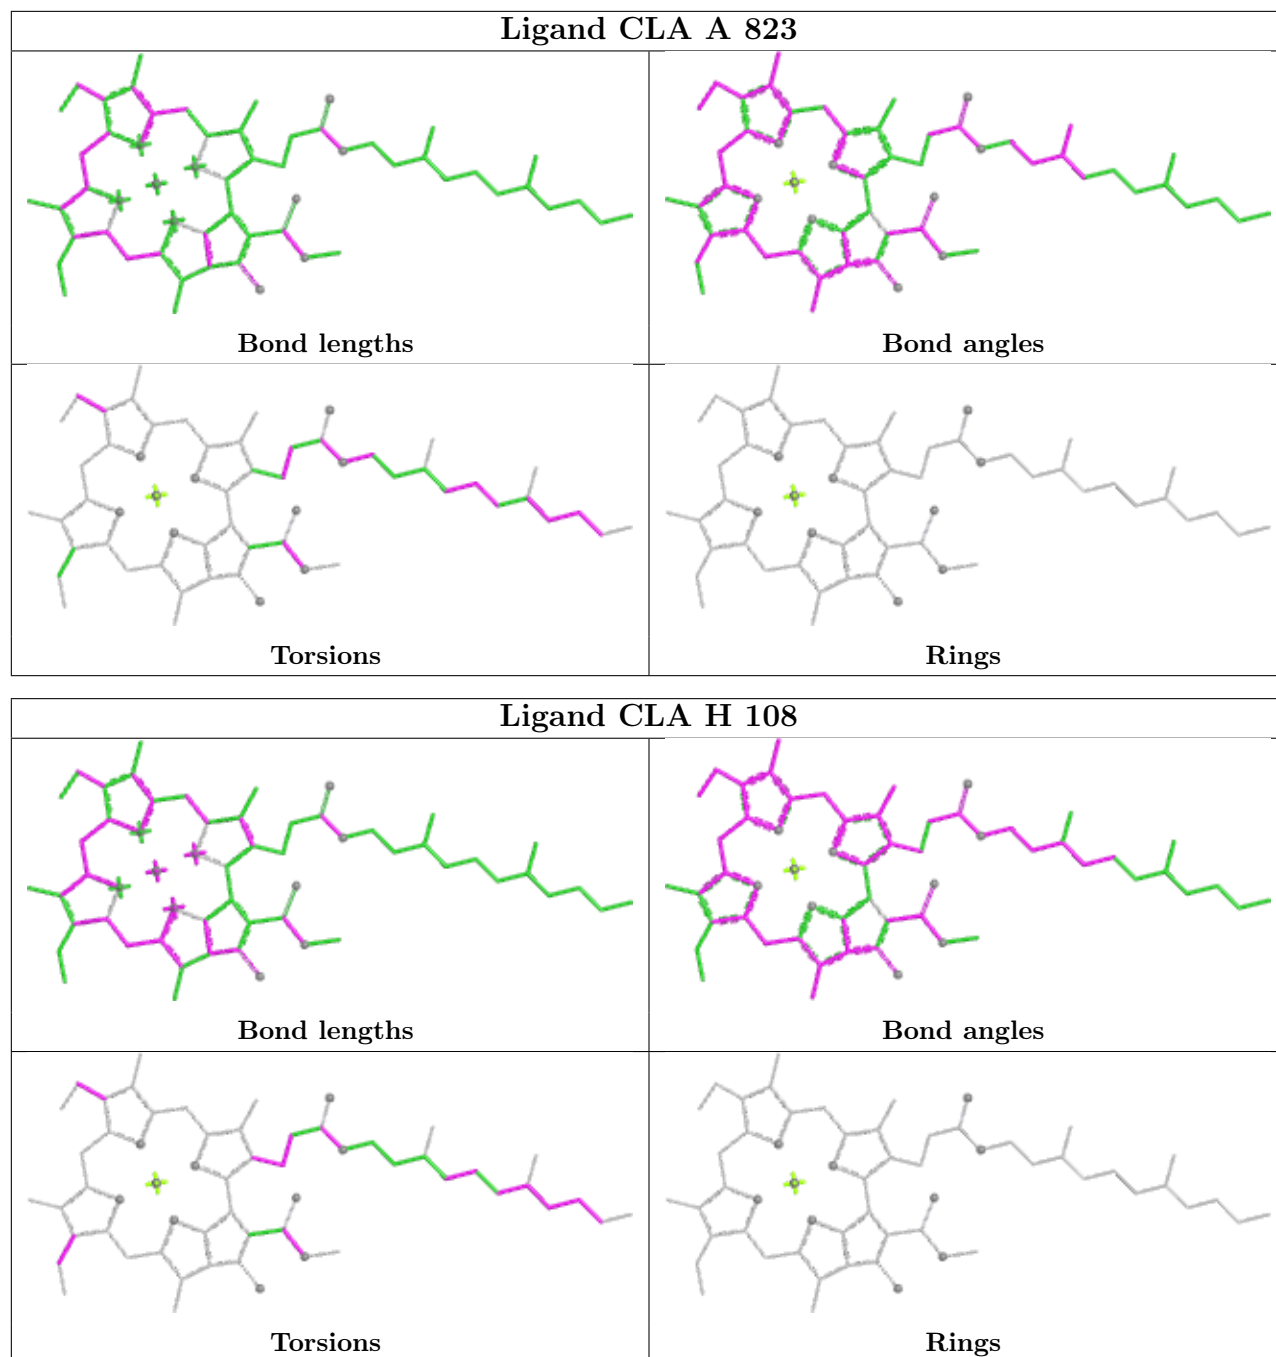 Ligand CLA A 823
Bond lengths
Bond angles
Torsions
Rings
Ligand CLA H 108
Bond lengths
Bond angles
Torsions
Rings